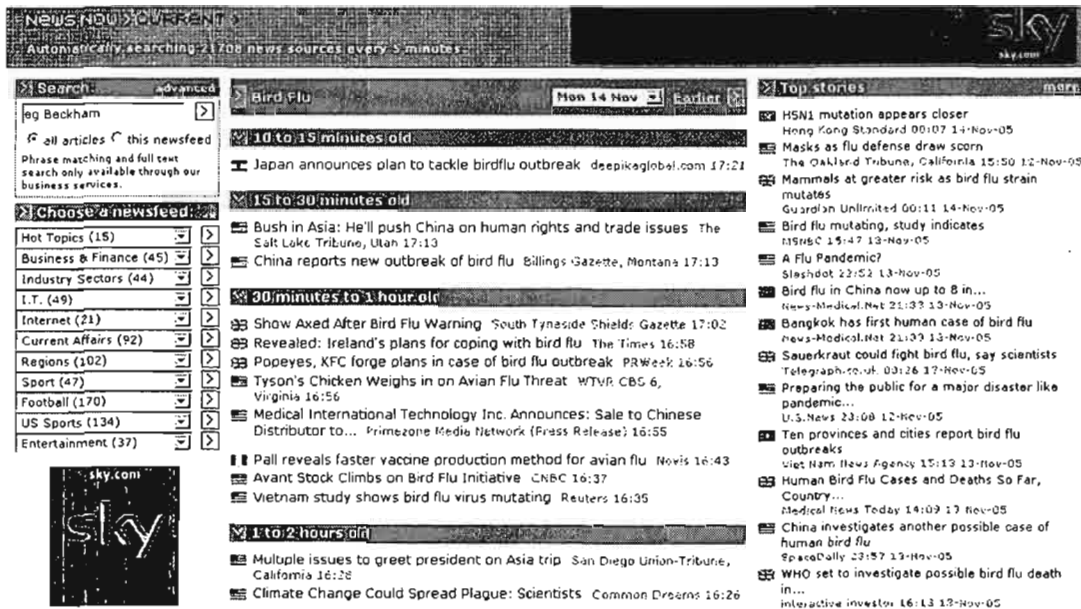 NEWS NOW > CURRENT >
Automatically searching 21708 news sources every 5 minutes.
sky
sky.com
Search: advanced
eg Beckham
all articles this newsfeed
Phrase matching and full text
search only available through our
business services.
Choose a newsfeed:
Hot Topics (15)
Business & Finance (45)
Industry Sectors (44)
I.T. (49)
Internet (21)
Current Affairs (92)
Regions (102)
Sport (47)
Football (170)
US Sports (134)
Entertainment (37)
sky.com
sky
Bird Flu Mon 14 Nov Earlier
10 to 15 minutes old
Japan announces plan to tackle birdflu outbreak deepikaglobal.com 17:21
15 to 30 minutes old
Bush in Asia: He'll push China on human rights and trade issues The
Salt Lake Tribune, Utah 17:13
China reports new outbreak of bird flu Billings Gazette, Montana 17:13
30 minutes to 1 hour old
Show Axed After Bird Flu Warning South Tyneside Shields Gazette 17:02
Revealed: Ireland's plans for coping with bird flu The Times 16:58
Popeyes, KFC forge plans in case of bird flu outbreak PRWeek 16:56
Tyson's Chicken Weighs in on Avian Flu Threat WTVR CBS 6,
Virginia 16:56
Medical International Technology Inc. Announces: Sale to Chinese
Distributor to... Primezone Media Network (Press Release) 16:55
Pall reveals faster vaccine production method for avian flu Novis 16:43
Avant Stock Climbs on Bird Flu Initiative CNBC 16:37
Vietnam study shows bird flu virus mutating Reuters 16:35
1 to 2 hours old
Multiple issues to greet president on Asia trip San Diego Union-Tribune,
California 16:28
Climate Change Could Spread Plague: Scientists Common Dreams 16:26
Top stories more
H5N1 mutation appears closer
Hong Kong Standard 00:07 14-Nov-05
Masks as flu defense draw scorn
The Oakland Tribune, California 15:50 12-Nov-05
Mammals at greater risk as bird flu strain
mutates
Guardian Unlimited 00:11 14-Nov-05
Bird flu mutating, study indicates
MSNBC 15:47 13-Nov-05
A Flu Pandemic?
Slashdot 22:52 13-Nov-05
Bird flu in China now up to 8 in...
News-Medical.Net 21:33 13-Nov-05
Bangkok has first human case of bird flu
News-Medical.Net 21:33 13-Nov-05
Sauerkraut could fight bird flu, say scientists
Telegraph.co.uk 00:26
Preparing the public for a major disaster like
pandemic...
U.S.News 23:08 12-Nov-05
Ten provinces and cities report bird flu
outbreaks
Viet Nam News Agency 15:13 13-Nov-05
Human Bird Flu Cases and Deaths So Far,
Country...
Medical News Today 14:09
China investigates another possible case of
human bird flu
SpaceDaily 23:57 13-Nov-05
WHO set to investigate possible bird flu death
in...
interactive investor 16:13